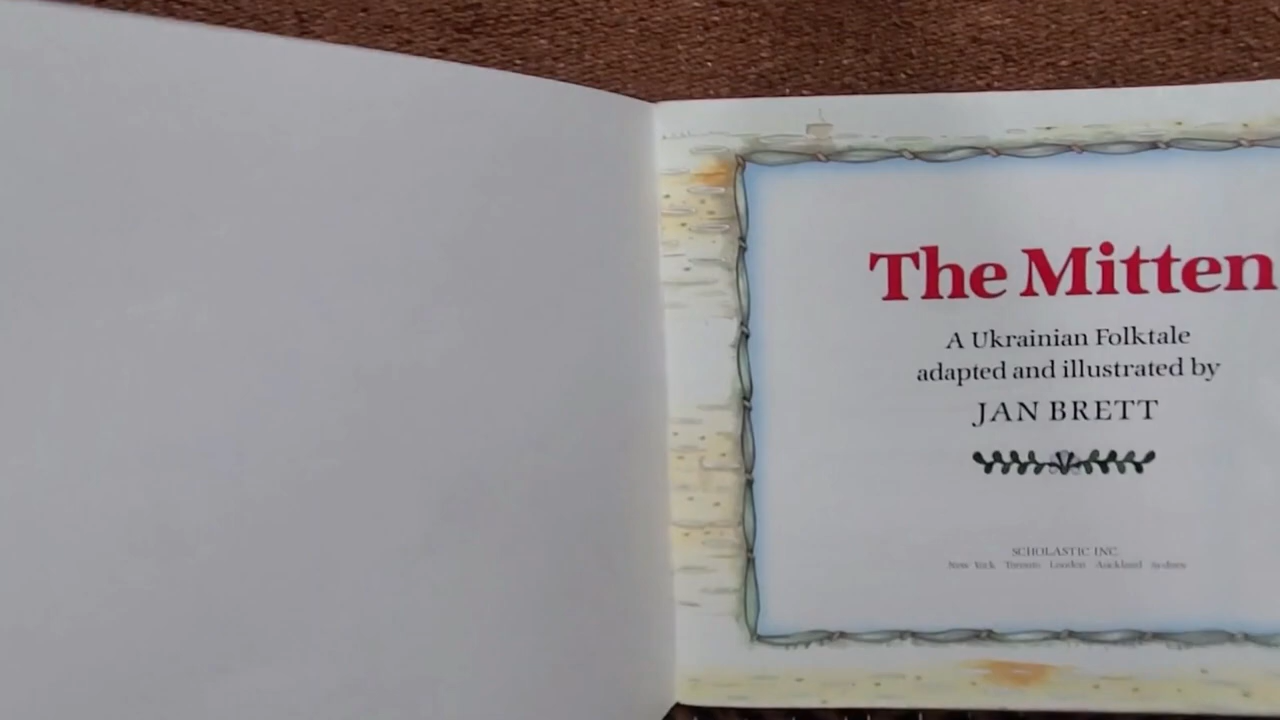 The Mitten
A Ukrainian Folktale
adapted and illustrated by
JAN BRETT
SCHOLASTIC INC.
New York Toronto London Auckland Sydney